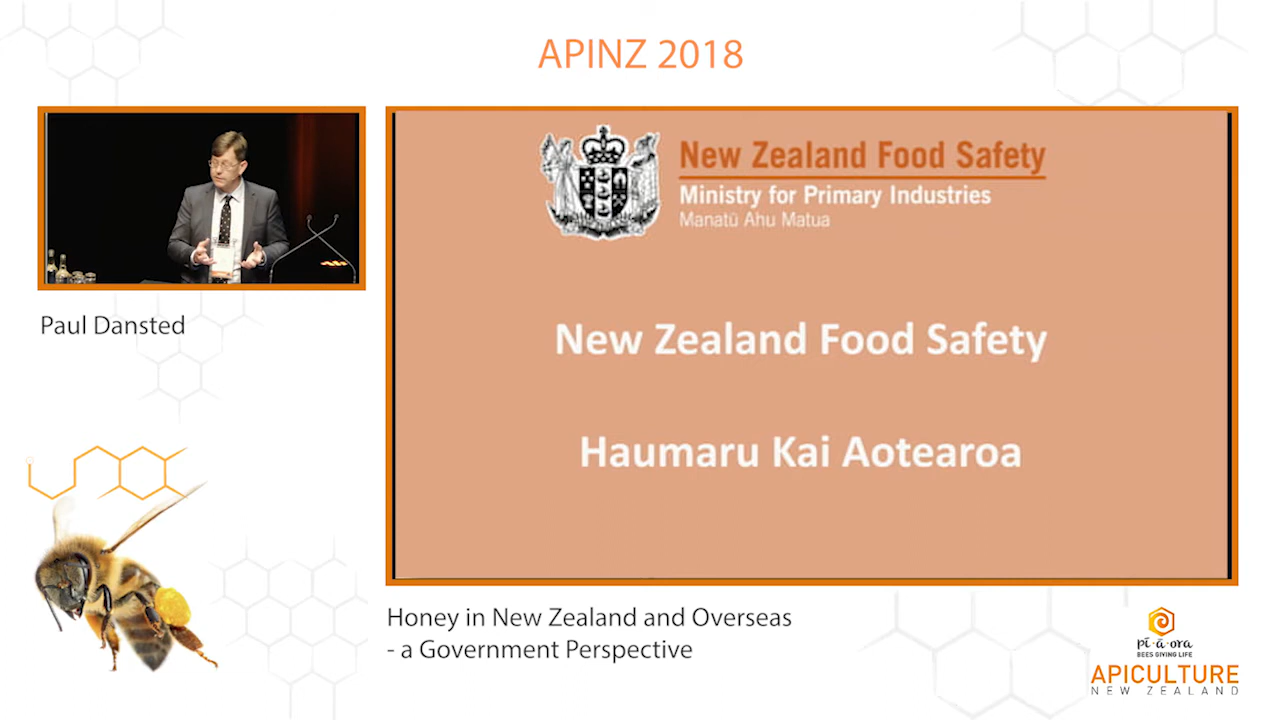 APINZ 2018
Paul Dansted
New Zealand Food Safety
Ministry for Primary Industries
Manatū Ahu Matua
New Zealand Food Safety
Haumaru Kai Aotearoa
Honey in New Zealand and Overseas
- a Government Perspective
pī·ā·ora
BEES GIVING LIFE
APICULTURE
NEW ZEALAND